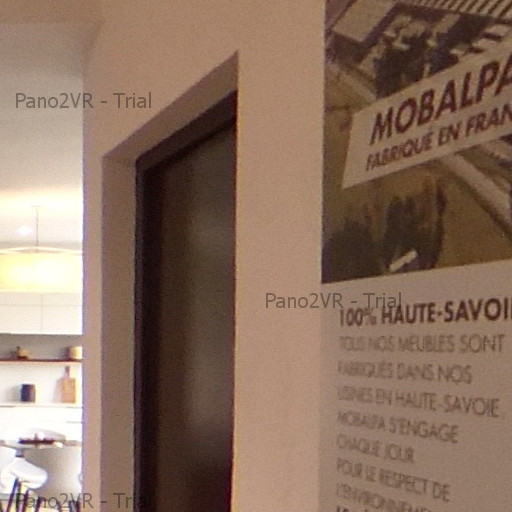 Pano2VR - Trial
MOBALPA
FABRIQUÉ EN FRAN
Pano2VR - Trial
100% HAUTE-SAVOI
TOUS NOS MEUBLES SONT
FABRIQUÉS DANS NOS
USINES EN HAUTE-SAVOIE
MOBALPA S'ENGAGE
CHAQUE JOUR
POUR LE RESPECT DE
L'ENVIRONNEME
Pano2VR - Trial